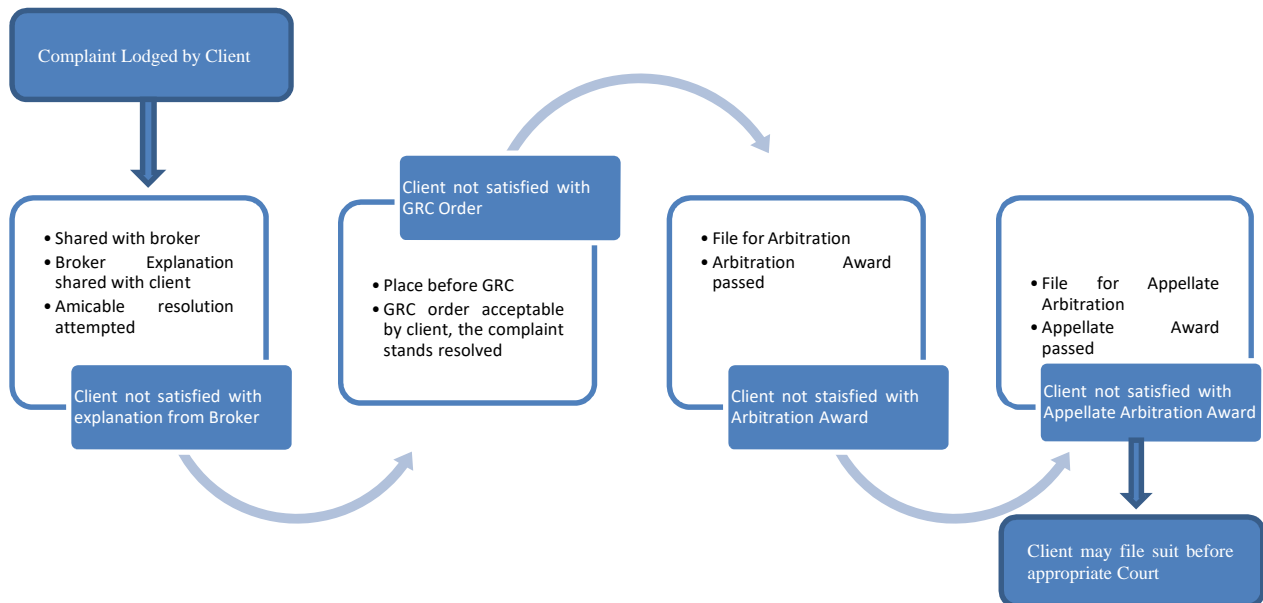 Complaint Lodged by Client
• Shared with broker
• Broker Explanation
shared with client
• Amicable resolution
attempted
Client not satisfied with
explanation from Broker
Client not satisfied with
GRC Order
• Place before GRC
• GRC order acceptable
by client, the complaint
stands resolved
• File for Arbitration
• Arbitration Award
passed
Client not staisfied with
Arbitration Award
• File for Appellate
Arbitration
• Appellate Award
passed
Client not satisfied with
Appellate Arbitration Award
Client may file suit before
appropriate Court